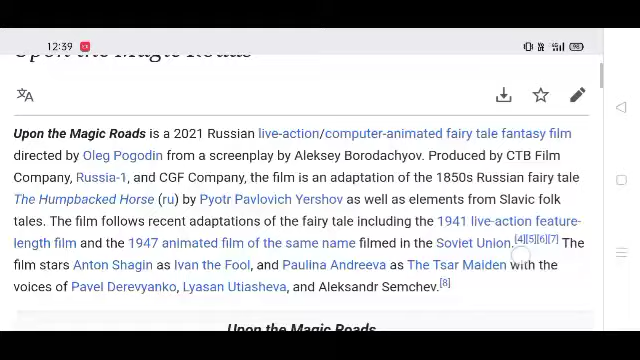 12:39
Upon the Magic Roads
Upon the Magic Roads is a 2021 Russian live-action/computer-animated fairy tale fantasy film
directed by Oleg Pogodin from a screenplay by Aleksey Borodachyov. Produced by CTB Film
Company, Russia-1, and CGF Company, the film is an adaptation of the 1850s Russian fairy tale
The Humpbacked Horse (ru) by Pyotr Pavlovich Yershov as well as elements from Slavic folk
tales. The film follows recent adaptations of the fairy tale including the 1941 live-action feature-
length film and the 1947 animated film of the same name filmed in the Soviet Union.[4][5][6][7] The
film stars Anton Shagin as Ivan the Fool, and Paulina Andreeva as The Tsar Maiden with the
voices of Pavel Derevyanko, Lyasan Utiasheva, and Aleksandr Semchev.[8]
Upon the Magic Roads